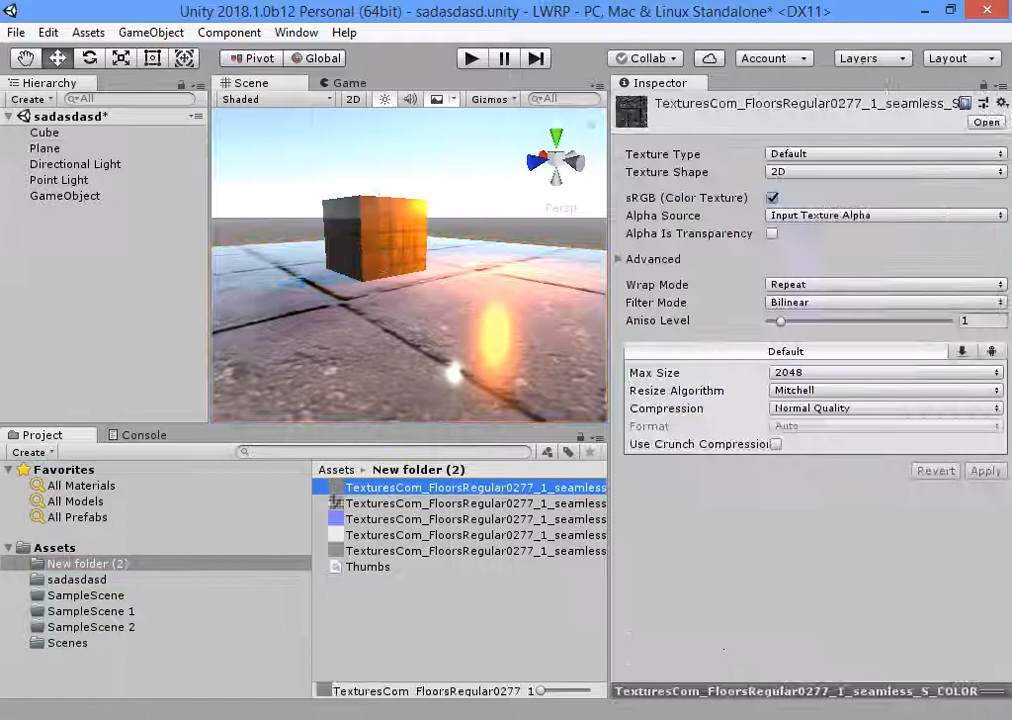 Unity 2018.1.0b12 Personal (64bit) - sadasdasd.unity - LWRP - PC, Mac & Linux Standalone* <DX11>
File Edit Assets GameObject Component Window Help
Pivot Global Collab Account Layers Layout
Hierarchy Scene Game Inspector
Create All Shaded 2D Gizmos All
TexturesCom_FloorsRegular0277_1_seamless_S
Open
sadasdasd*
Cube
Plane
Directional Light
Point Light
GameObject
Persp
Texture Type Default
Texture Shape 2D
sRGB (Color Texture)
Alpha Source Input Texture Alpha
Alpha Is Transparency
Advanced
Wrap Mode Repeat
Filter Mode Bilinear
Aniso Level 1
Default
Max Size 2048
Resize Algorithm Mitchell
Compression Normal Quality
Format Auto
Use Crunch Compression
Revert Apply
Project Console
Create
Favorites
All Materials
All Models
All Prefabs
Assets
New folder (2)
sadasdasd
SampleScene
SampleScene 1
SampleScene 2
Scenes
Assets New folder (2)
TexturesCom_FloorsRegular0277_1_seamless
TexturesCom_FloorsRegular0277_1_seamless
TexturesCom_FloorsRegular0277_1_seamless
TexturesCom_FloorsRegular0277_1_seamless
TexturesCom_FloorsRegular0277_1_seamless
Thumbs
TexturesCom_FloorsRegular0277_1
TexturesCom_FloorsRegular0277_1_seamless_S_COLOR